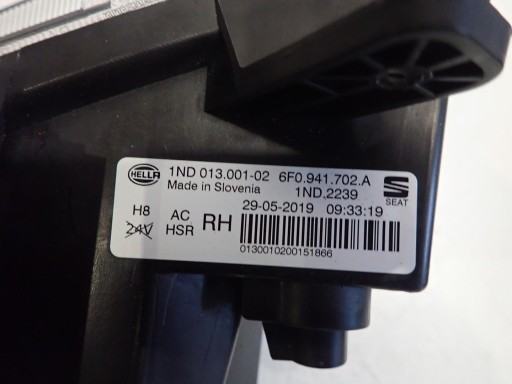 HELLA
1ND 013.001-02 6F0.941.702.A
Made in Slovenia 1ND.2239
SEAT
29-05-2019 09:33:19
H8 AC RH
24V HSR
0130010200151866